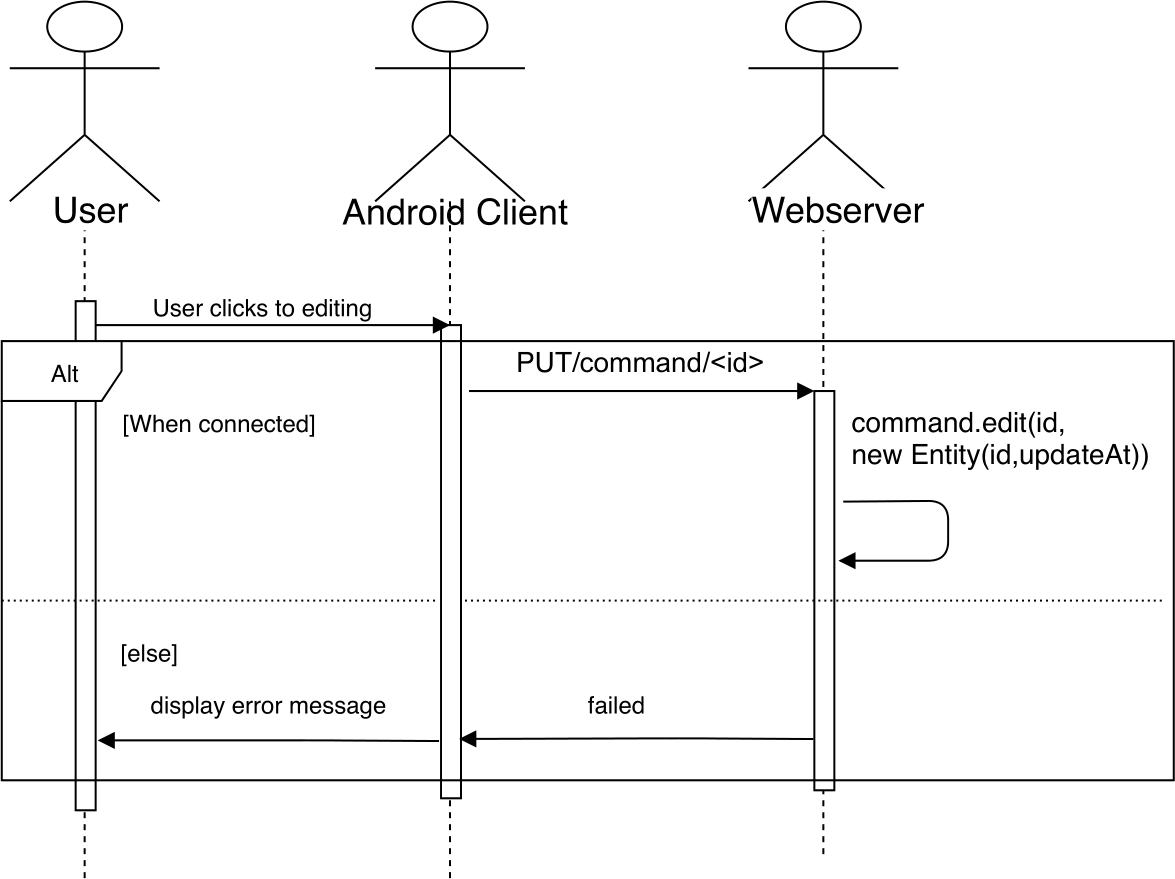 User
Android Client
Webserver
User clicks to editing
Alt
PUT/command/<id>
[When connected]
command.edit(id,
new Entity(id,updateAt))
[else]
display error message
failed